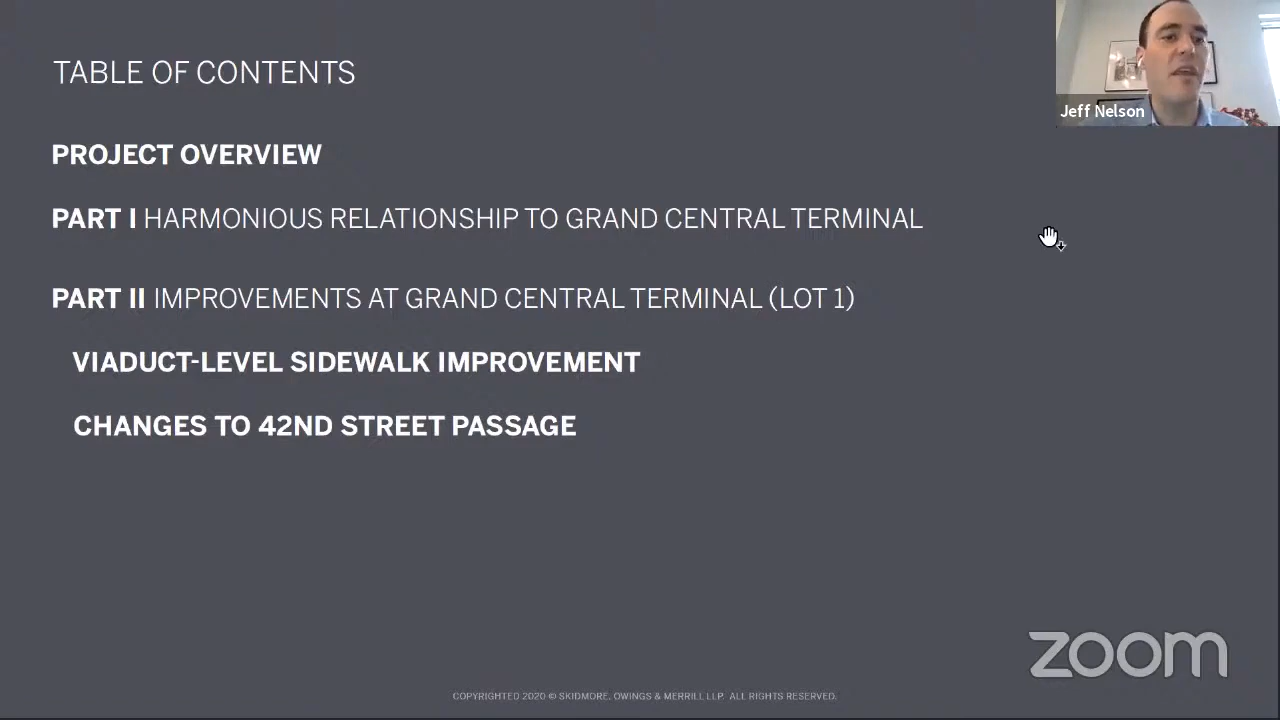 TABLE OF CONTENTS
Jeff Nelson
PROJECT OVERVIEW
PART I HARMONIOUS RELATIONSHIP TO GRAND CENTRAL TERMINAL
PART II IMPROVEMENTS AT GRAND CENTRAL TERMINAL (LOT 1)
VIADUCT-LEVEL SIDEWALK IMPROVEMENT
CHANGES TO 42ND STREET PASSAGE
zoom
COPYRIGHTED 2020 © SKIDMORE, OWINGS & MERRILL LLP. ALL RIGHTS RESERVED.